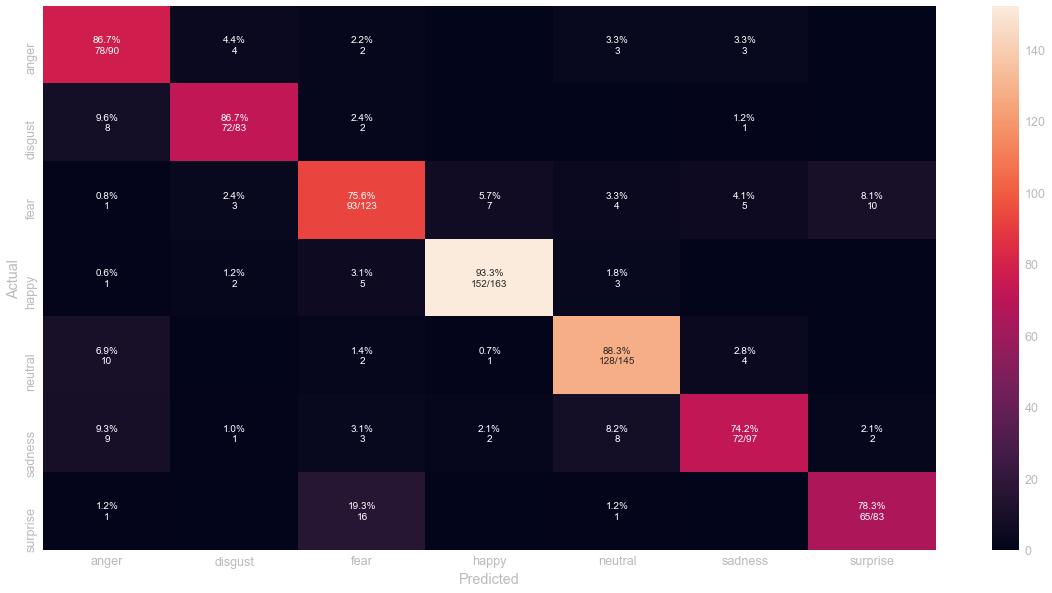 86.7% 4.4% 2.2% 3.3% 3.3%
78/90 4 2 3 3
anger
9.6% 86.7% 2.4% 1.2%
8 72/83 2 1
disgust
0.8% 2.4% 75.6% 5.7% 3.3% 4.1% 8.1%
1 3 93/123 7 4 5 10
fear
0.6% 1.2% 3.1% 93.3% 1.8%
1 2 5 152/163 3
happy
6.9% 1.4% 0.7% 88.3% 2.8%
10 2 1 128/145 4
neutral
9.3% 1.0% 3.1% 2.1% 8.2% 74.2% 2.1%
9 1 3 2 8 72/97 2
sadness
1.2% 19.3% 1.2% 78.3%
1 16 1 65/83
surprise
Actual
anger disgust fear happy neutral sadness surprise
Predicted
140
120
100
80
60
40
20
0